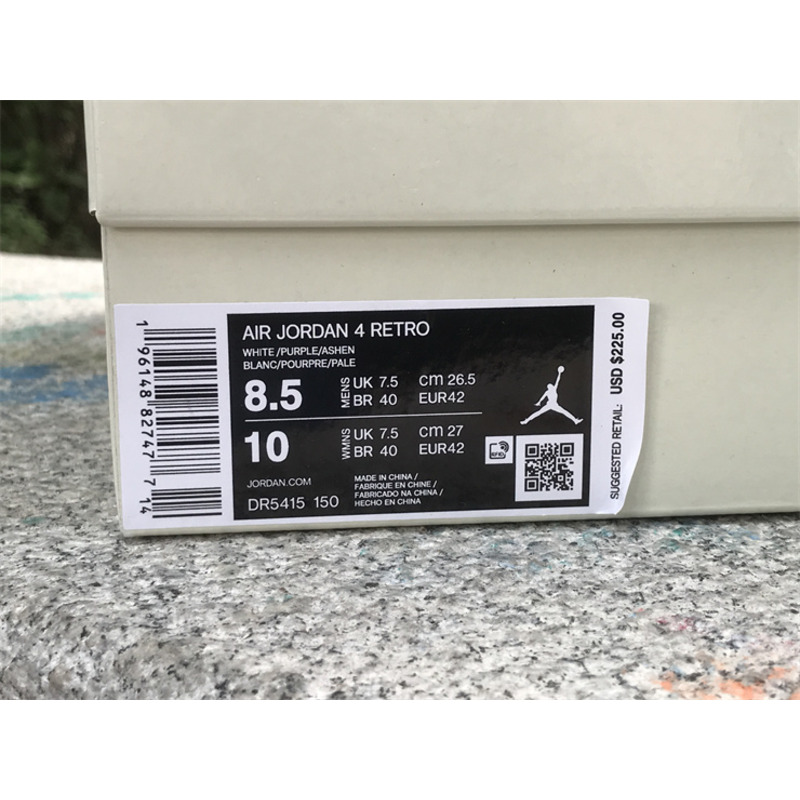 AIR JORDAN 4 RETRO
WHITE/PURPLE/ASHEN
BLANC/POURPRE/PALE
8.5 MENS UK 7.5 cm 26.5
BR 40 EUR42
10 WMNS UK 7.5 cm 27
BR 40 EUR42
JORDAN.COM
DR5415 150
MADE IN CHINA /
FABRIQUE EN CHINE /
FABRICADO NA CHINA /
HECHO EN CHINA
RFID
1 96148 82747 7 14
SUGGESTED RETAIL: USD $225.00